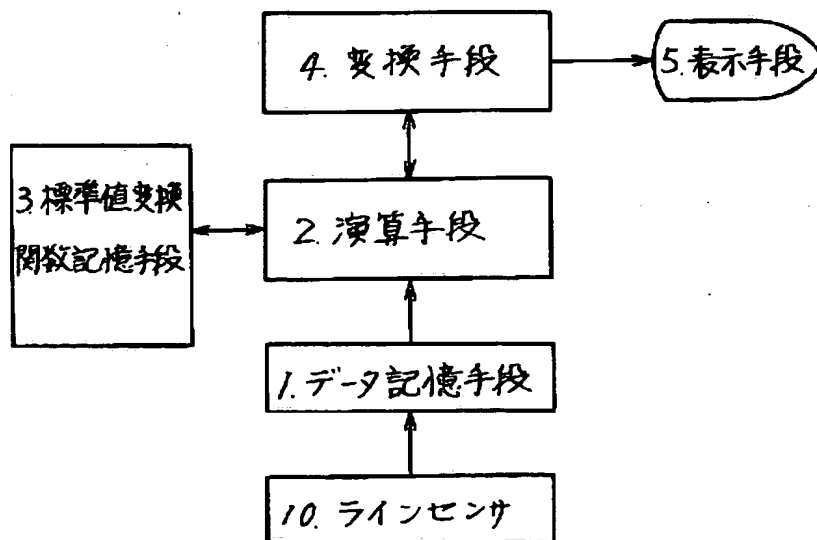 4. 変換手段
5.表示手段
3.標準値変換
関数記憶手段
2. 演算手段
1.データ記憶手段
10. ラインセンサ